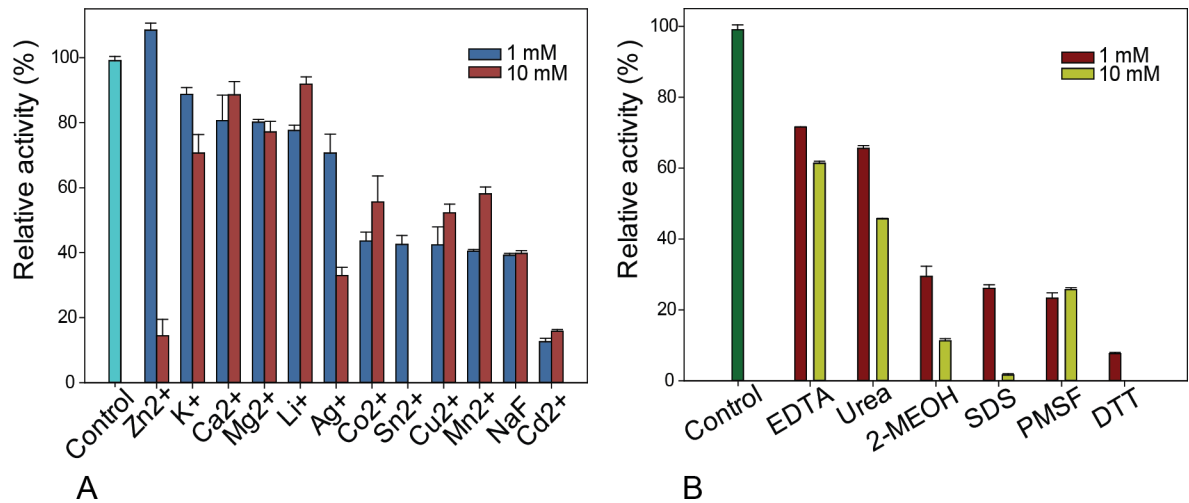 Relative activity (%)
100
80
60
40
20
0
1 mM
10 mM
Control
Zn2+
K+
Ca2+
Mg2+
Li+
Ag+
Co2+
Sn2+
Cu2+
Mn2+
NaF
Cd2+
A
Relative activity (%)
100
80
60
40
20
0
1 mM
10 mM
Control
EDTA
Urea
2-MEOH
SDS
PMSF
DTT
B